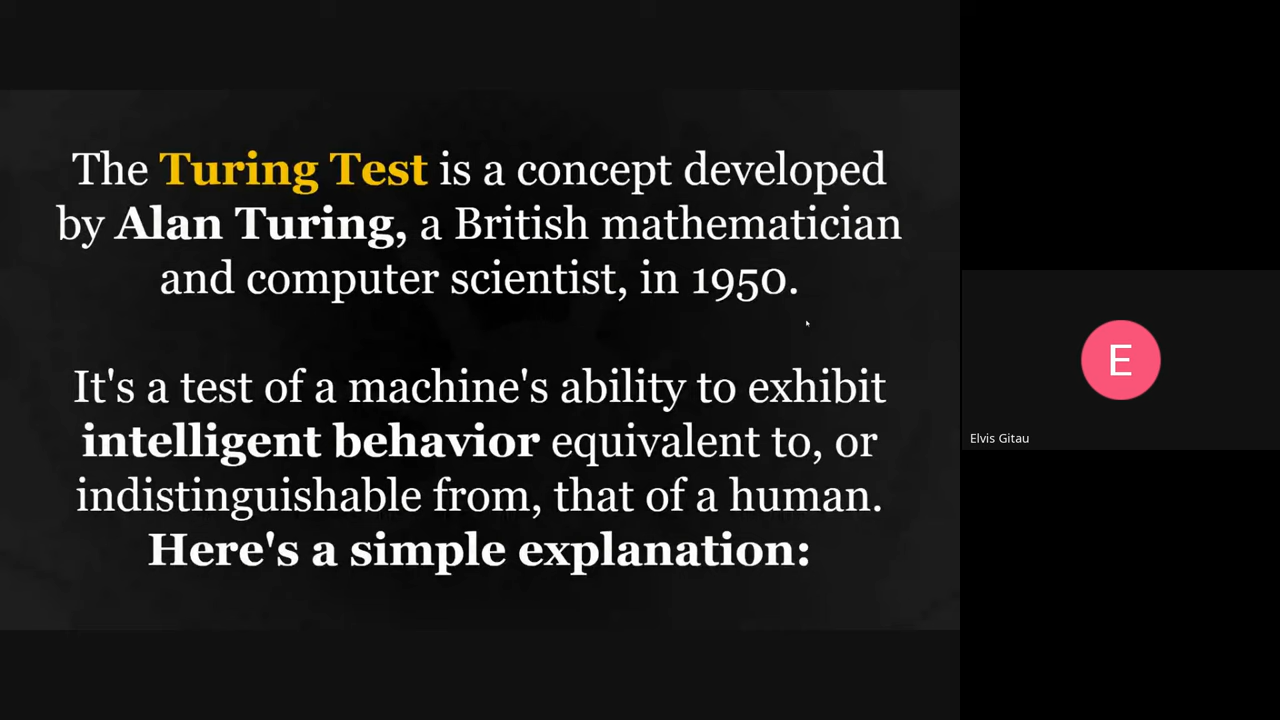 The Turing Test is a concept developed
by Alan Turing, a British mathematician
and computer scientist, in 1950.
It's a test of a machine's ability to exhibit
intelligent behavior equivalent to, or
indistinguishable from, that of a human.
Here's a simple explanation:
E
Elvis Gitau